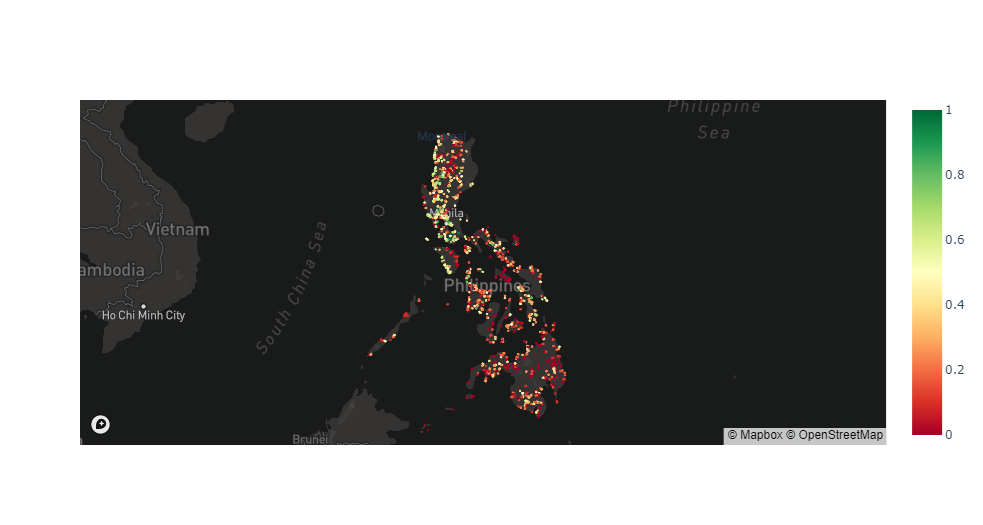 Philippine
Sea
Manila
Vietnam
ambodia
Ho Chi Minh City
South China Sea
Philippines
Brunei
© Mapbox © OpenStreetMap
1
0.8
0.6
0.4
0.2
0